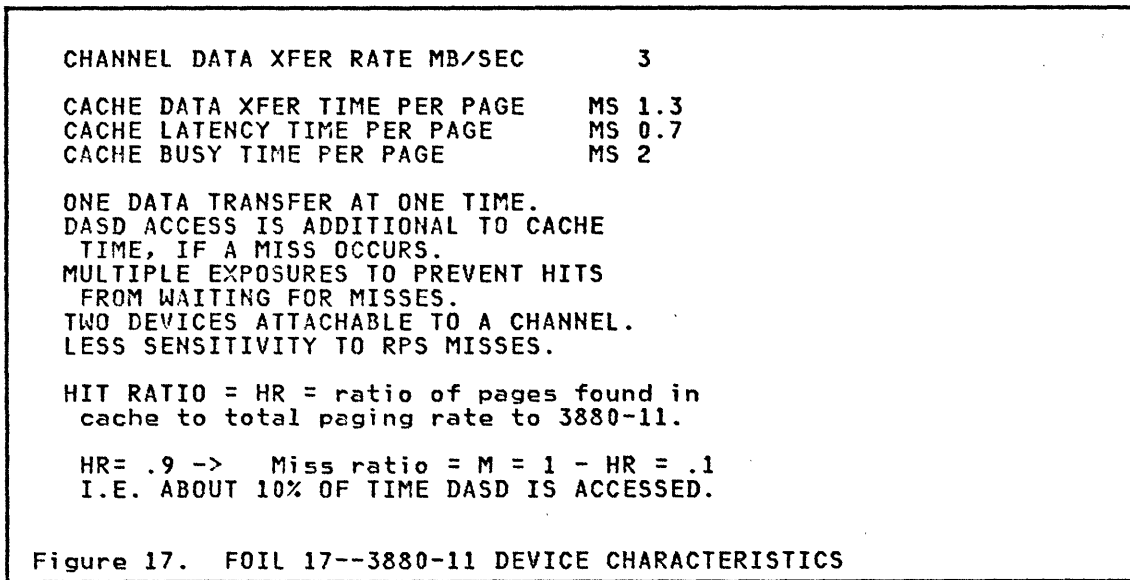 CHANNEL DATA XFER RATE MB/SEC 3
CACHE DATA XFER TIME PER PAGE MS 1.3
CACHE LATENCY TIME PER PAGE MS 0.7
CACHE BUSY TIME PER PAGE MS 2
ONE DATA TRANSFER AT ONE TIME.
DASD ACCESS IS ADDITIONAL TO CACHE
TIME, IF A MISS OCCURS.
MULTIPLE EXPOSURES TO PREVENT HITS
FROM WAITING FOR MISSES.
TWO DEVICES ATTACHABLE TO A CHANNEL.
LESS SENSITIVITY TO RPS MISSES.
HIT RATIO = HR = ratio of pages found in
cache to total paging rate to 3880-11.
HR= .9 -> Miss ratio = M = 1 - HR = .1
I.E. ABOUT 10% OF TIME DASD IS ACCESSED.
Figure 17. FOIL 17--3880-11 DEVICE CHARACTERISTICS